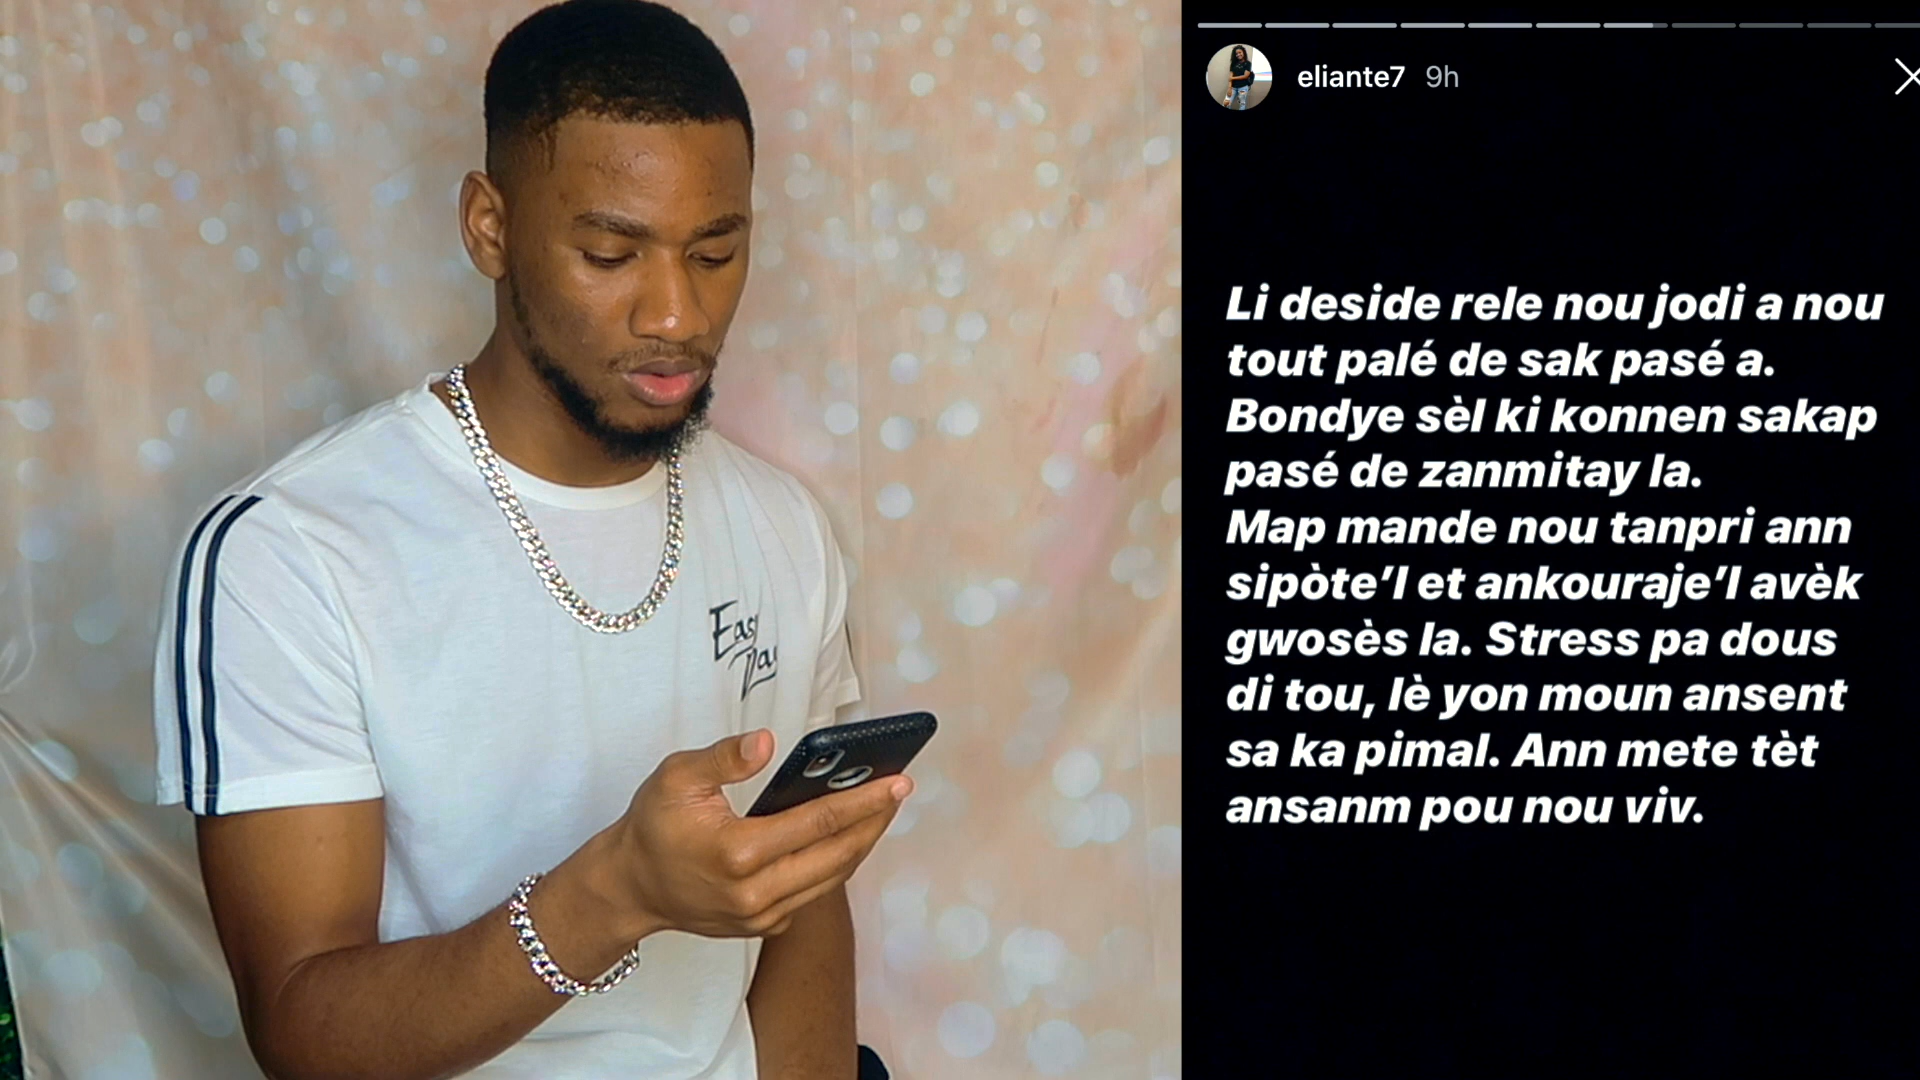 Easy
Day
eliante7 9h
Li deside rele nou jodi a nou
tout palé de sak pasé a.
Bondye sèl ki konnen sakap
pasé de zanmitay la.
Map mande nou tanpri ann
sipòte’l et ankouraje’l avèk
gwosès la. Stress pa dous
di tou, lè yon moun ansent
sa ka pimal. Ann mete tèt
ansanm pou nou viv.